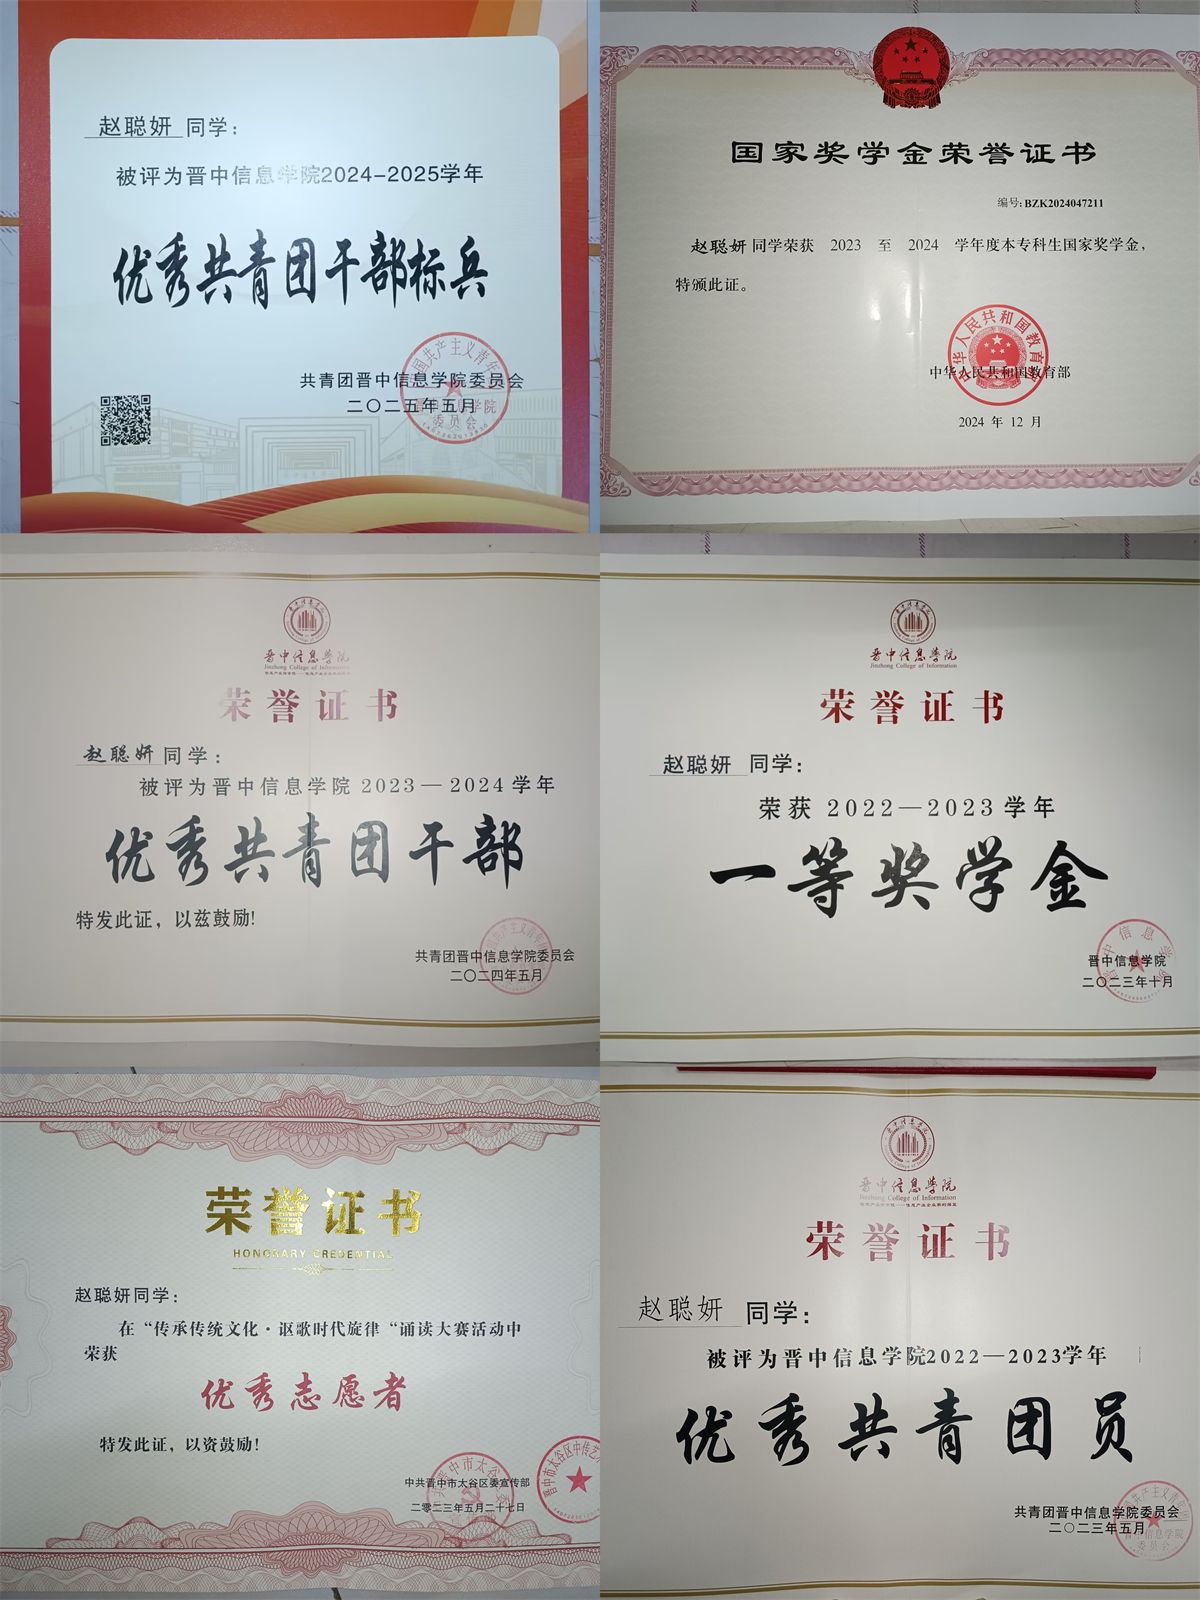 赵聪妍 同学：
被评为晋中信息学院2024-2025学年
优秀共青团干部标兵
共青团晋中信息学院委员会
二〇二五年五月
国家奖学金荣誉证书
编号：BZK2024047211
赵聪妍 同学荣获 2023 至 2024 学年度本专科生国家奖学金，
特颁此证。
中华人民共和国教育部
中华人民共和国教育部
2024 年 12 月
晋中信息学院
Jinzhong College of Information
荣誉证书
赵聪妍 同学：
被评为晋中信息学院 2023—2024 学年
优秀共青团干部
特发此证，以兹鼓励！
共青团晋中信息学院委员会
二〇二四年五月
晋中信息学院
Jinzhong College of Information
荣誉证书
赵聪妍 同学：
荣获 2022—2023 学年
一等奖学金
晋中信息学院
晋中信息学院
二〇二三年十月
荣誉证书
HONORARY CREDENTIAL
赵聪妍同学：
在“传承传统文化·讴歌时代旋律“诵读大赛活动中
荣获
优秀志愿者
特发此证，以资鼓励！
中共晋中市太谷区委宣传部
二零二三年五月二十七日
晋中信息学院
Jinzhong College of Information
荣誉证书
赵聪妍 同学：
被评为晋中信息学院2022—2023学年
优秀共青团员
共青团晋中信息学院委员会
二〇二三年五月